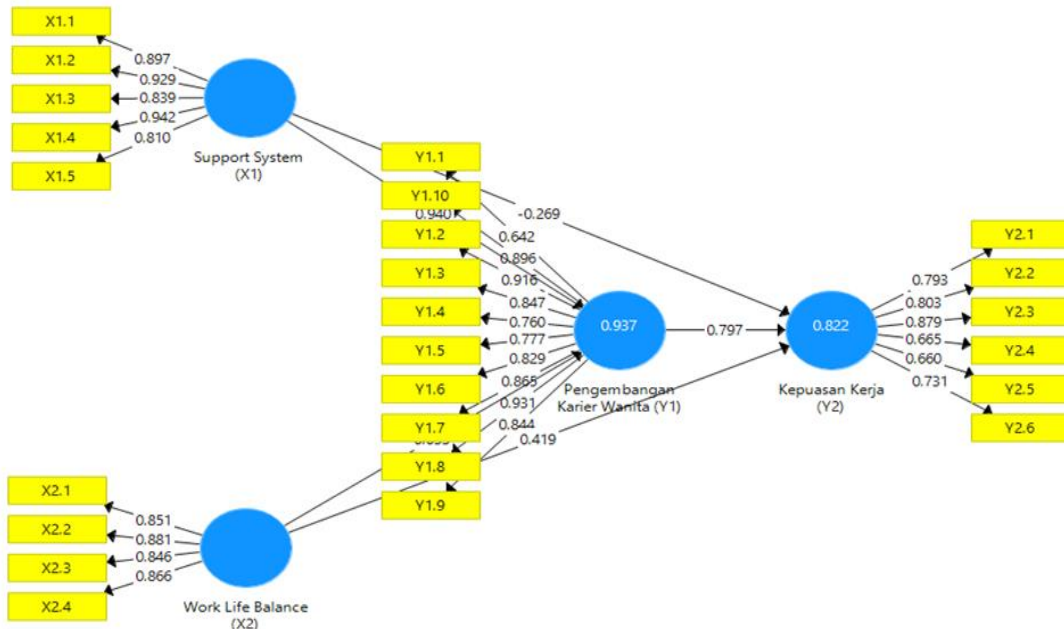 X1.1
X1.2
X1.3
X1.4
X1.5
0.897
0.929
0.839
0.942
0.810
Support System
(X1)
Y1.1
Y1.10
Y1.2
Y1.3
Y1.4
Y1.5
Y1.6
Y1.7
Y1.8
Y1.9
0.940
0.642
0.896
0.916
0.847
0.760
0.777
0.829
0.865
0.931
0.844
-0.269
0.937
Pengembangan
Karier Wanita (Y1)
0.797
0.419
0.822
Kepuasan Kerja
(Y2)
0.793
0.803
0.879
0.665
0.660
0.731
Y2.1
Y2.2
Y2.3
Y2.4
Y2.5
Y2.6
X2.1
X2.2
X2.3
X2.4
0.851
0.881
0.846
0.866
Work Life Balance
(X2)